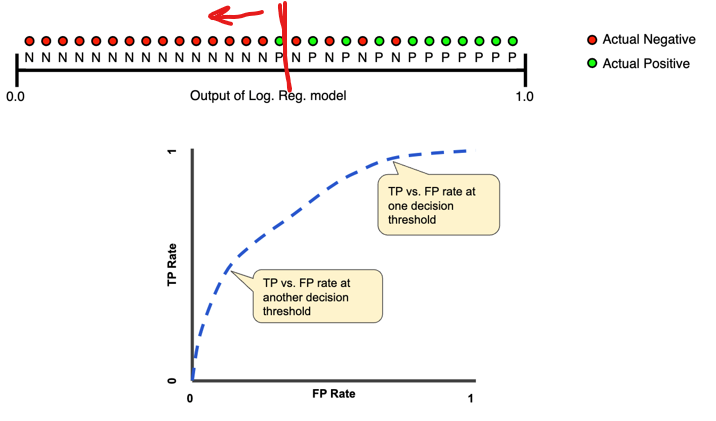 N N N N N N N N N N N N N N N P N P N P N P N P P P P P P P
0.0
Output of Log. Reg. model
1.0
Actual Negative
Actual Positive
1
TP Rate
0
TP vs. FP rate at
one decision
threshold
TP vs. FP rate at
another decision
threshold
0
FP Rate
1